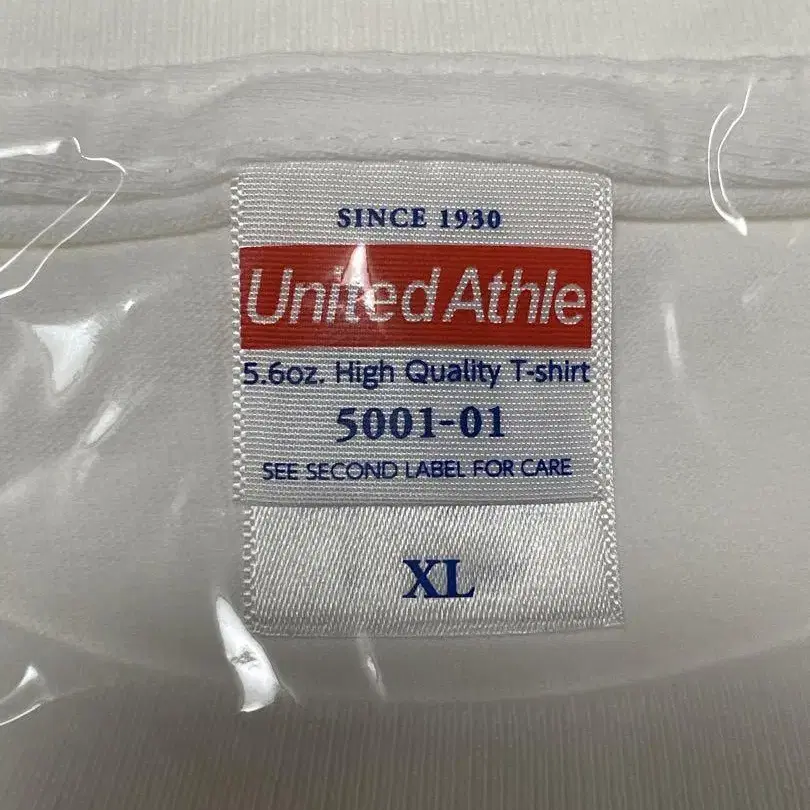 SINCE 1930
United Athle
5.6oz. High Quality T-shirt
5001-01
SEE SECOND LABEL FOR CARE
XL